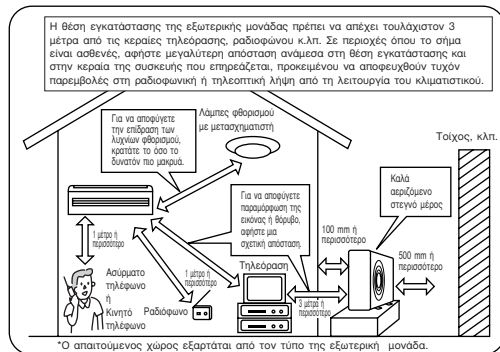 Η θέση εγκατάστασης της εξωτερικής μονάδας πρέπει να απέχει τουλάχιστον 3
μέτρα από τις κεραίες τηλεόρασης, ραδιοφώνου κ.λπ. Σε περιοχές όπου το σήμα
είναι ασθενές, αφήστε μεγαλύτερη απόσταση ανάμεσα στη θέση εγκατάστασης και
στην κεραία της συσκευής που επηρεάζεται, προκειμένου να αποφευχθούν τυχόν
παρεμβολές στη ραδιοφωνική ή τηλεοπτική λήψη από τη λειτουργία του κλιματιστικού.
Για να αποφύγετε
την επίδραση των
λυχνίων φθορισμού,
κρατάτε το όσο το
δυνατόν πιο μακρυά.
Λάμπες φθορισμού
με μετασχηματιστή
Τοίχος, κλπ.
Για να αποφύγετε
παραμόρφωση της
εικόνας ή θόρυβο,
αφήστε μια
σχετική απόσταση.
Καλά
αεριζόμενο
στεγνό μέρος
1 μέτρο ή
περισσότερο
100 mm ή
περισσότερο
500 mm ή
περισσότερο
Ασύρματο
τηλέφωνο
ή
Κινητό
τηλέφωνο
1 μέτρο ή
περισσότερο
Ραδιόφωνο
Τηλεόραση
3 μέτρα ή
περισσότερο
*Ο απαιτούμενος χώρος εξαρτάται από τον τύπο της εξωτερική μονάδα.